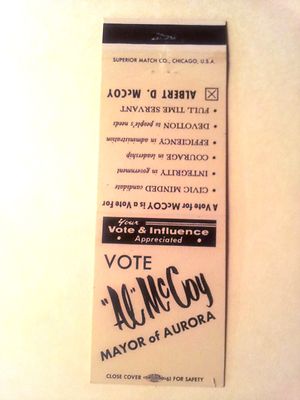 SUPERIOR MATCH CO., CHICAGO, U.S.A.
A Vote for McCOY is a Vote For
• CIVIC MINDED candidate
• INTEGRITY in government
• COURAGE in leadership
• EFFICIENCY in administration
• DEVOTION to people's needs
• FULL TIME SERVANT
☒ ALBERT D. McCOY
Your
Vote & Influence
Appreciated
VOTE
"AL" McCoy
MAYOR of AURORA
CLOSE COVER FOR SAFETY